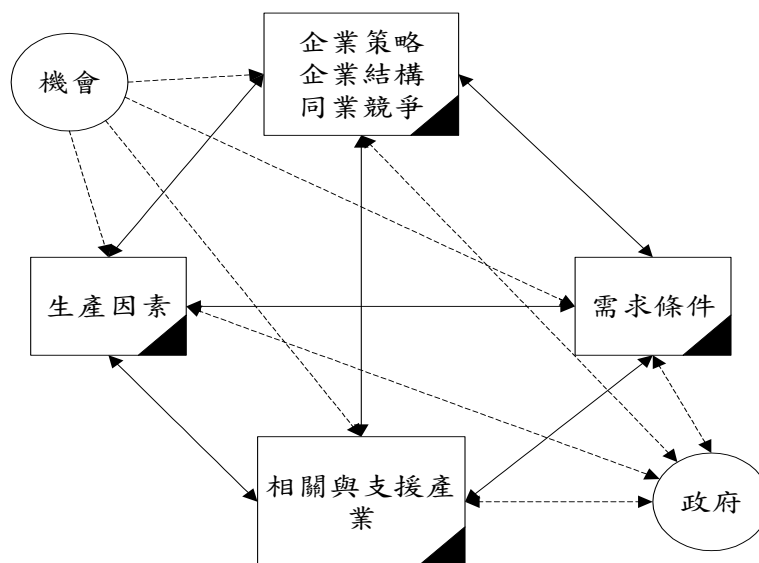 企業策略
企業結構
同業競爭
機會
生產因素
需求條件
相關與支援產
業
政府